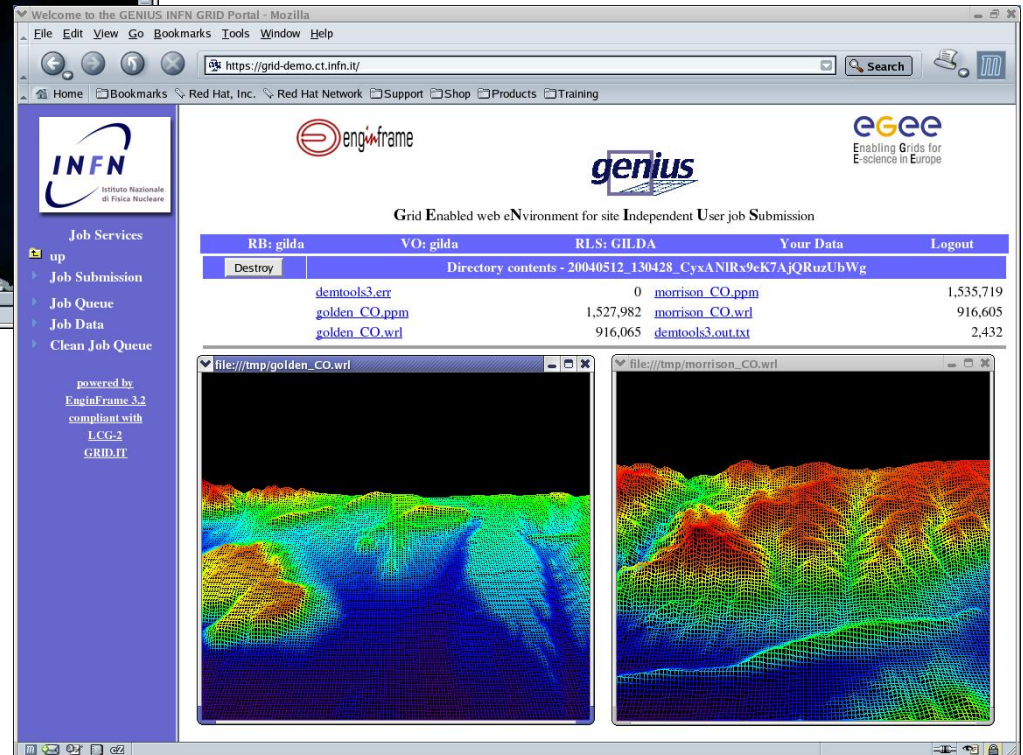 Welcome to the GENIUS INFN GRID Portal - Mozilla
File Edit View Go Bookmarks Tools Window Help
https://grid-demo.ct.infn.it/
Search
Home Bookmarks Red Hat, Inc. Red Hat Network Support Shop Products Training
INFN
Istituto Nazionale
di Fisica Nucleare
enginframe
genius
egee
Enabling Grids for
E-science in Europe
Grid Enabled web eNvironment for site Independent User job Submission
Job Services
up
Job Submission
Job Queue
Job Data
Clean Job Queue
powered by
EnginFrame 3.2
compliant with
LCG-2
GRID.IT
RB: gilda VO: gilda RLS: GILDA Your Data Logout
Destroy Directory contents - 20040512_130428_CyxANlRx9eK7AjQRuzUbWg
demtools3.err 0 morrison_CO.ppm 1,535,719
golden_CO.ppm 1,527,982 morrison_CO.wrl 916,605
golden_CO.wrl 916,065 demtools3.out.txt 2,432
file:///tmp/golden_CO.wrl
file:///tmp/morrison_CO.wrl